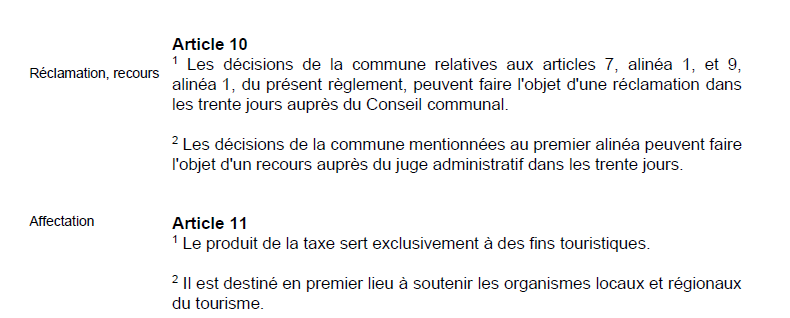 Article 10
Réclamation, recours
¹ Les décisions de la commune relatives aux articles 7, alinéa 1, et 9,
alinéa 1, du présent règlement, peuvent faire l'objet d'une réclamation dans
les trente jours auprès du Conseil communal.
² Les décisions de la commune mentionnées au premier alinéa peuvent faire
l'objet d'un recours auprès du juge administratif dans les trente jours.
Affectation
Article 11
¹ Le produit de la taxe sert exclusivement à des fins touristiques.
² Il est destiné en premier lieu à soutenir les organismes locaux et régionaux
du tourisme.